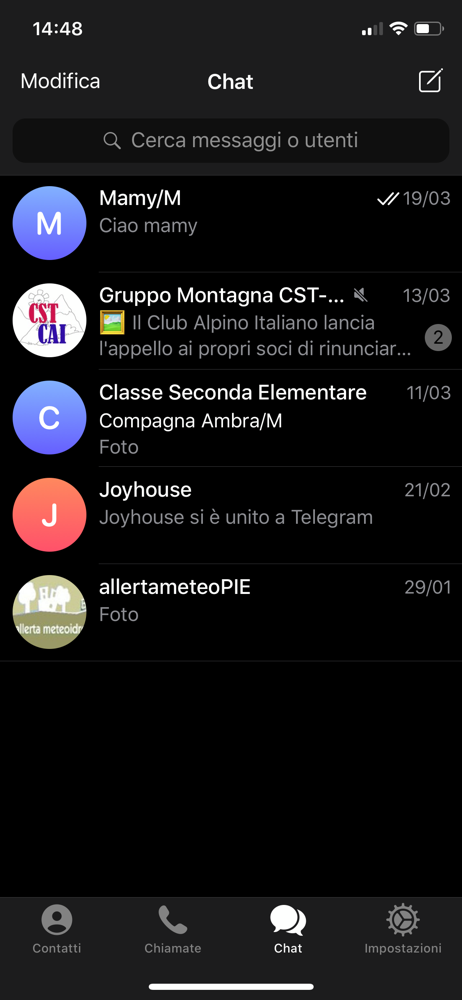 14:48
Modifica
Chat
Cerca messaggi o utenti
M
Mamy/M
19/03
Ciao mamy
CST
CAI
Gruppo Montagna CST-...
13/03
Il Club Alpino Italiano lancia
l'appello ai propri soci di rinunciar...
2
C
Classe Seconda Elementare
11/03
Compagna Ambra/M
Foto
J
Joyhouse
21/02
Joyhouse si è unito a Telegram
allerta meteoidr
allertameteoPIE
29/01
Foto
Contatti
Chiamate
Chat
Impostazioni